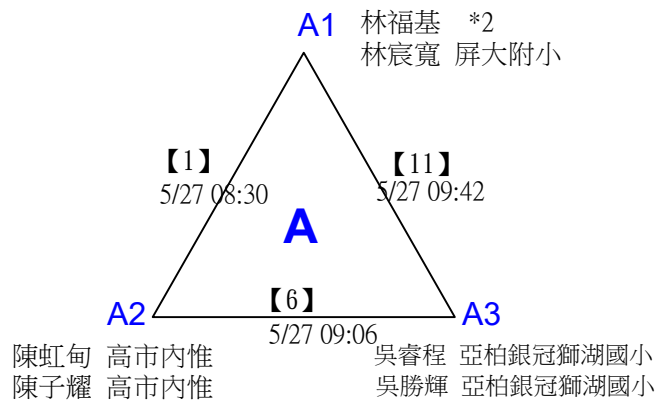 A1 林福基 *2
林宸寬 屏大附小
【1】 【11】
5/27 08:30 5/27 09:42
A
【6】
A2 A3
5/27 09:06
陳虹甸 高市內惟 吳睿程 亞柏銀冠獅湖國小
陳子耀 高市內惟 吳勝輝 亞柏銀冠獅湖國小